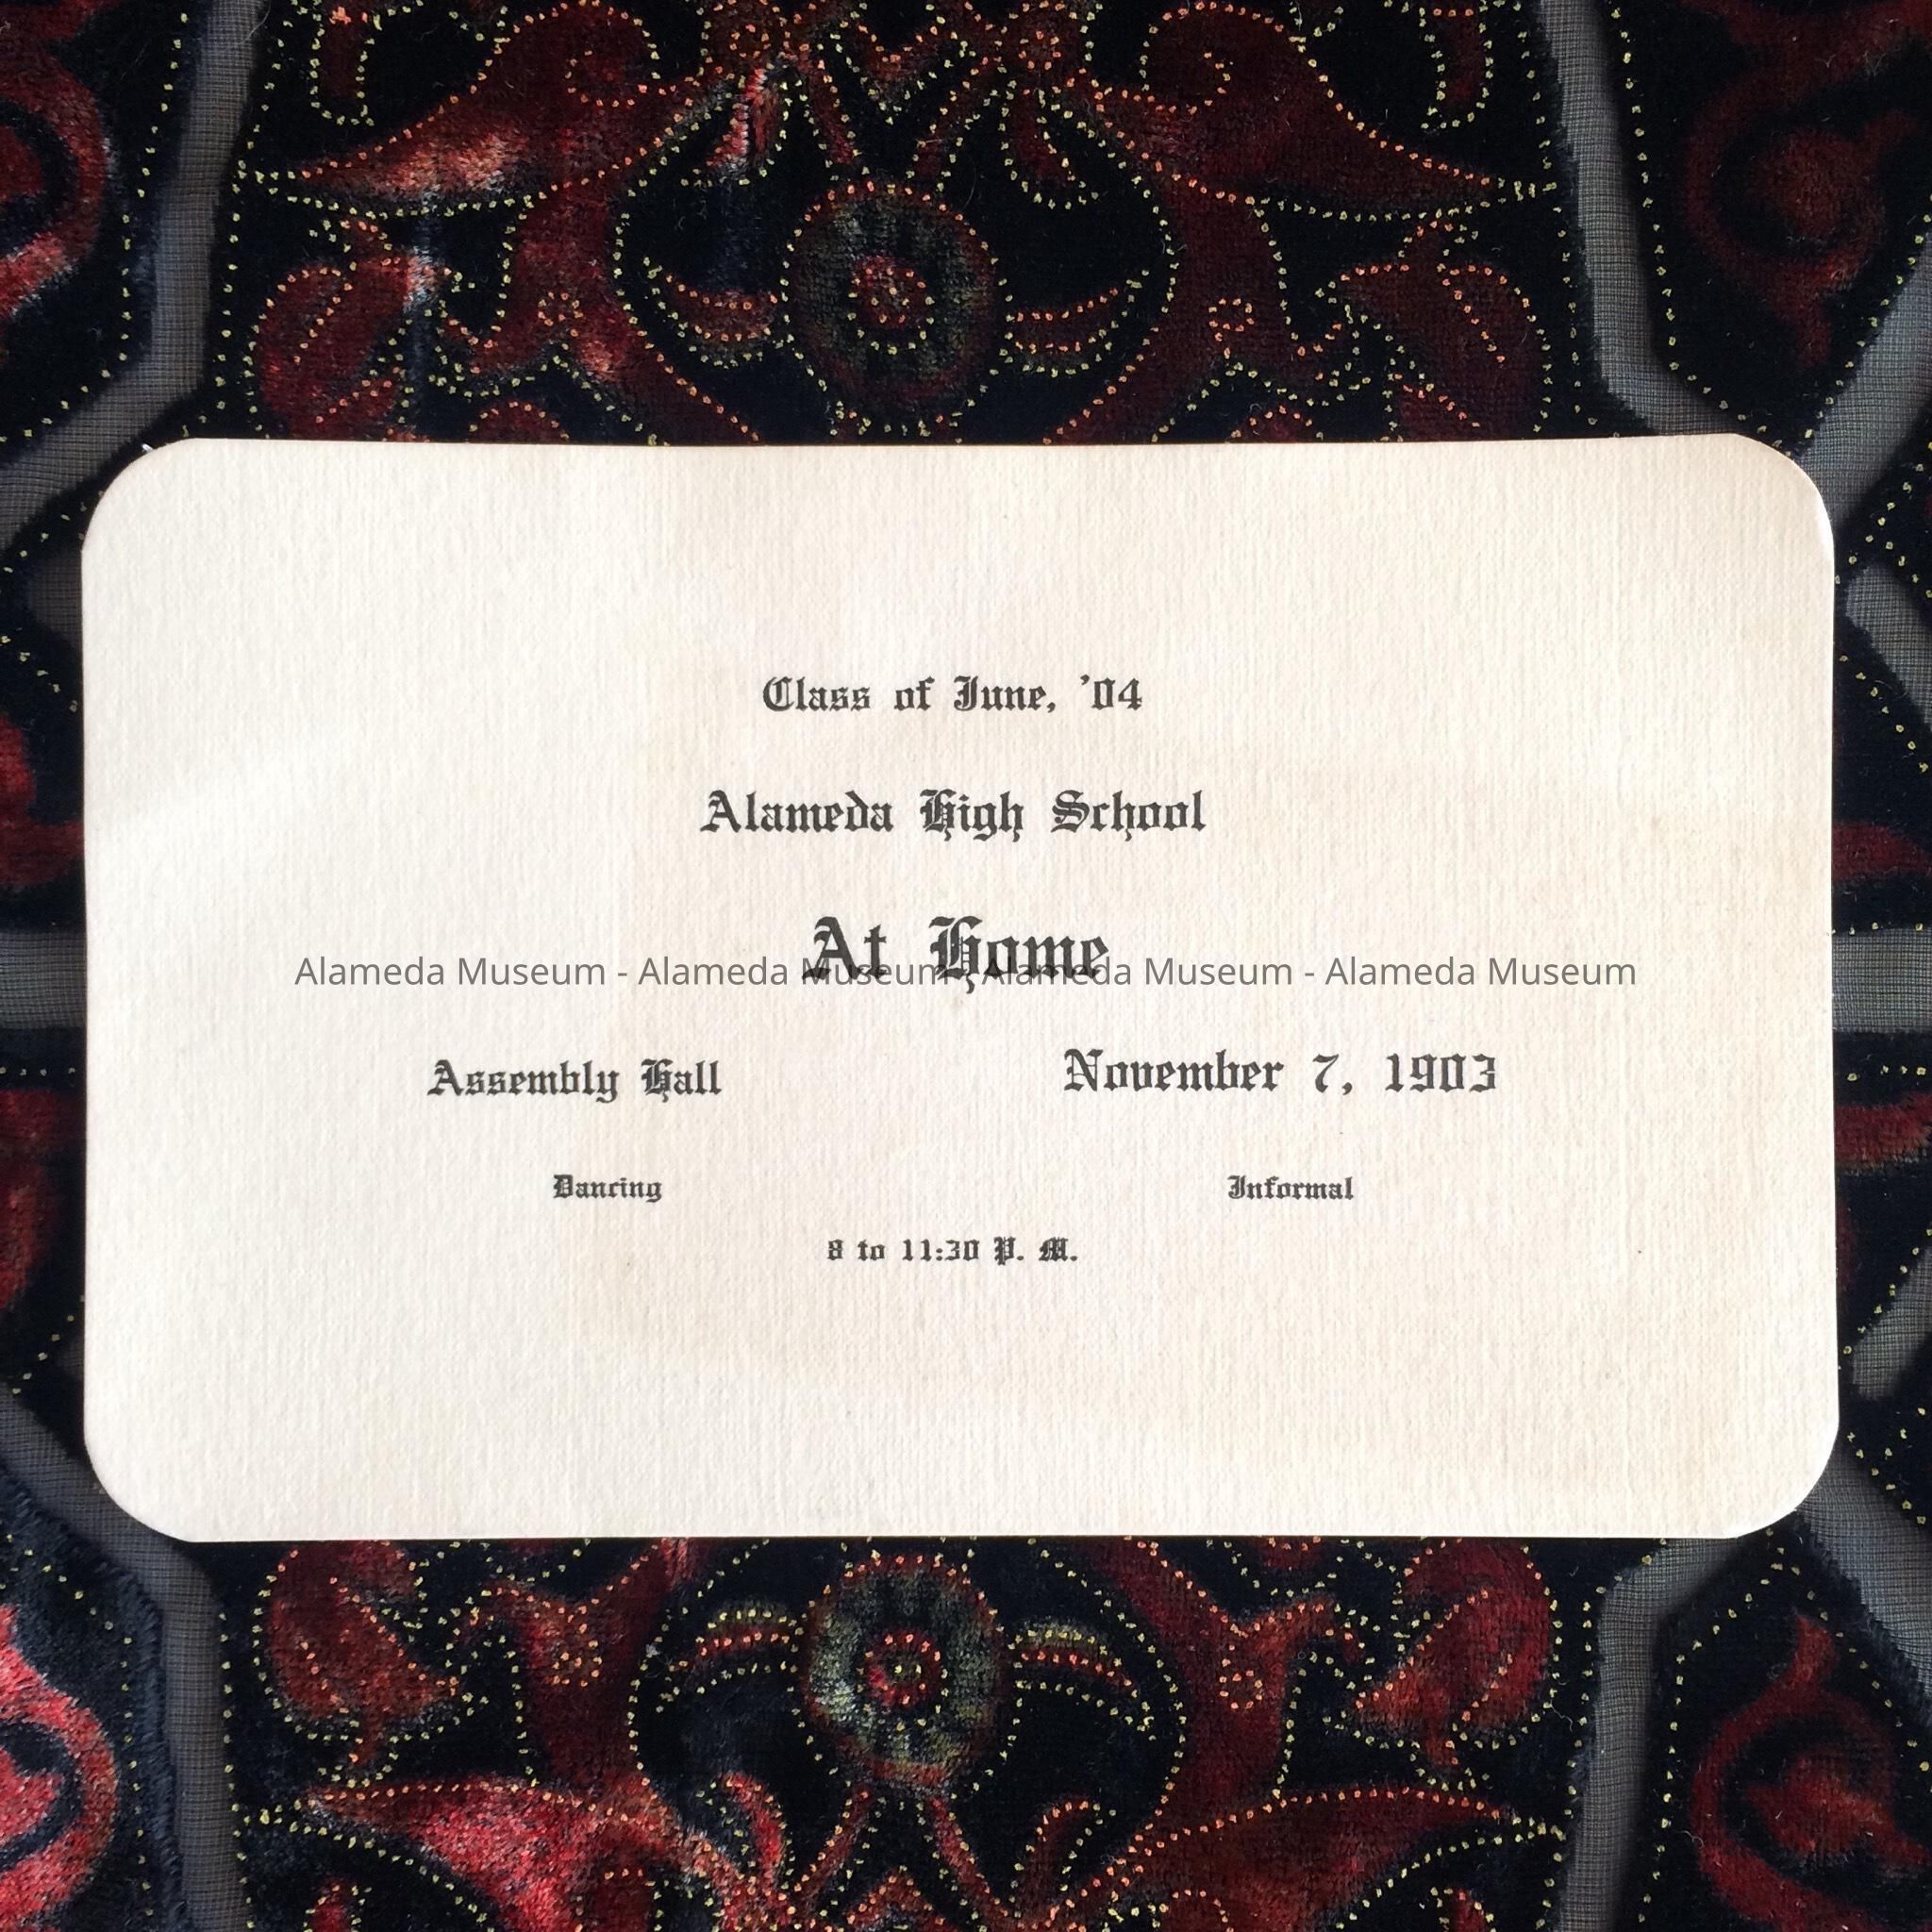 Class of June, '04
Alameda High School
At Home
Alameda Museum - Alameda Museum - Alameda Museum - Alameda Museum
Assembly Hall November 7, 1903
Dancing Informal
8 to 11:30 P. M.